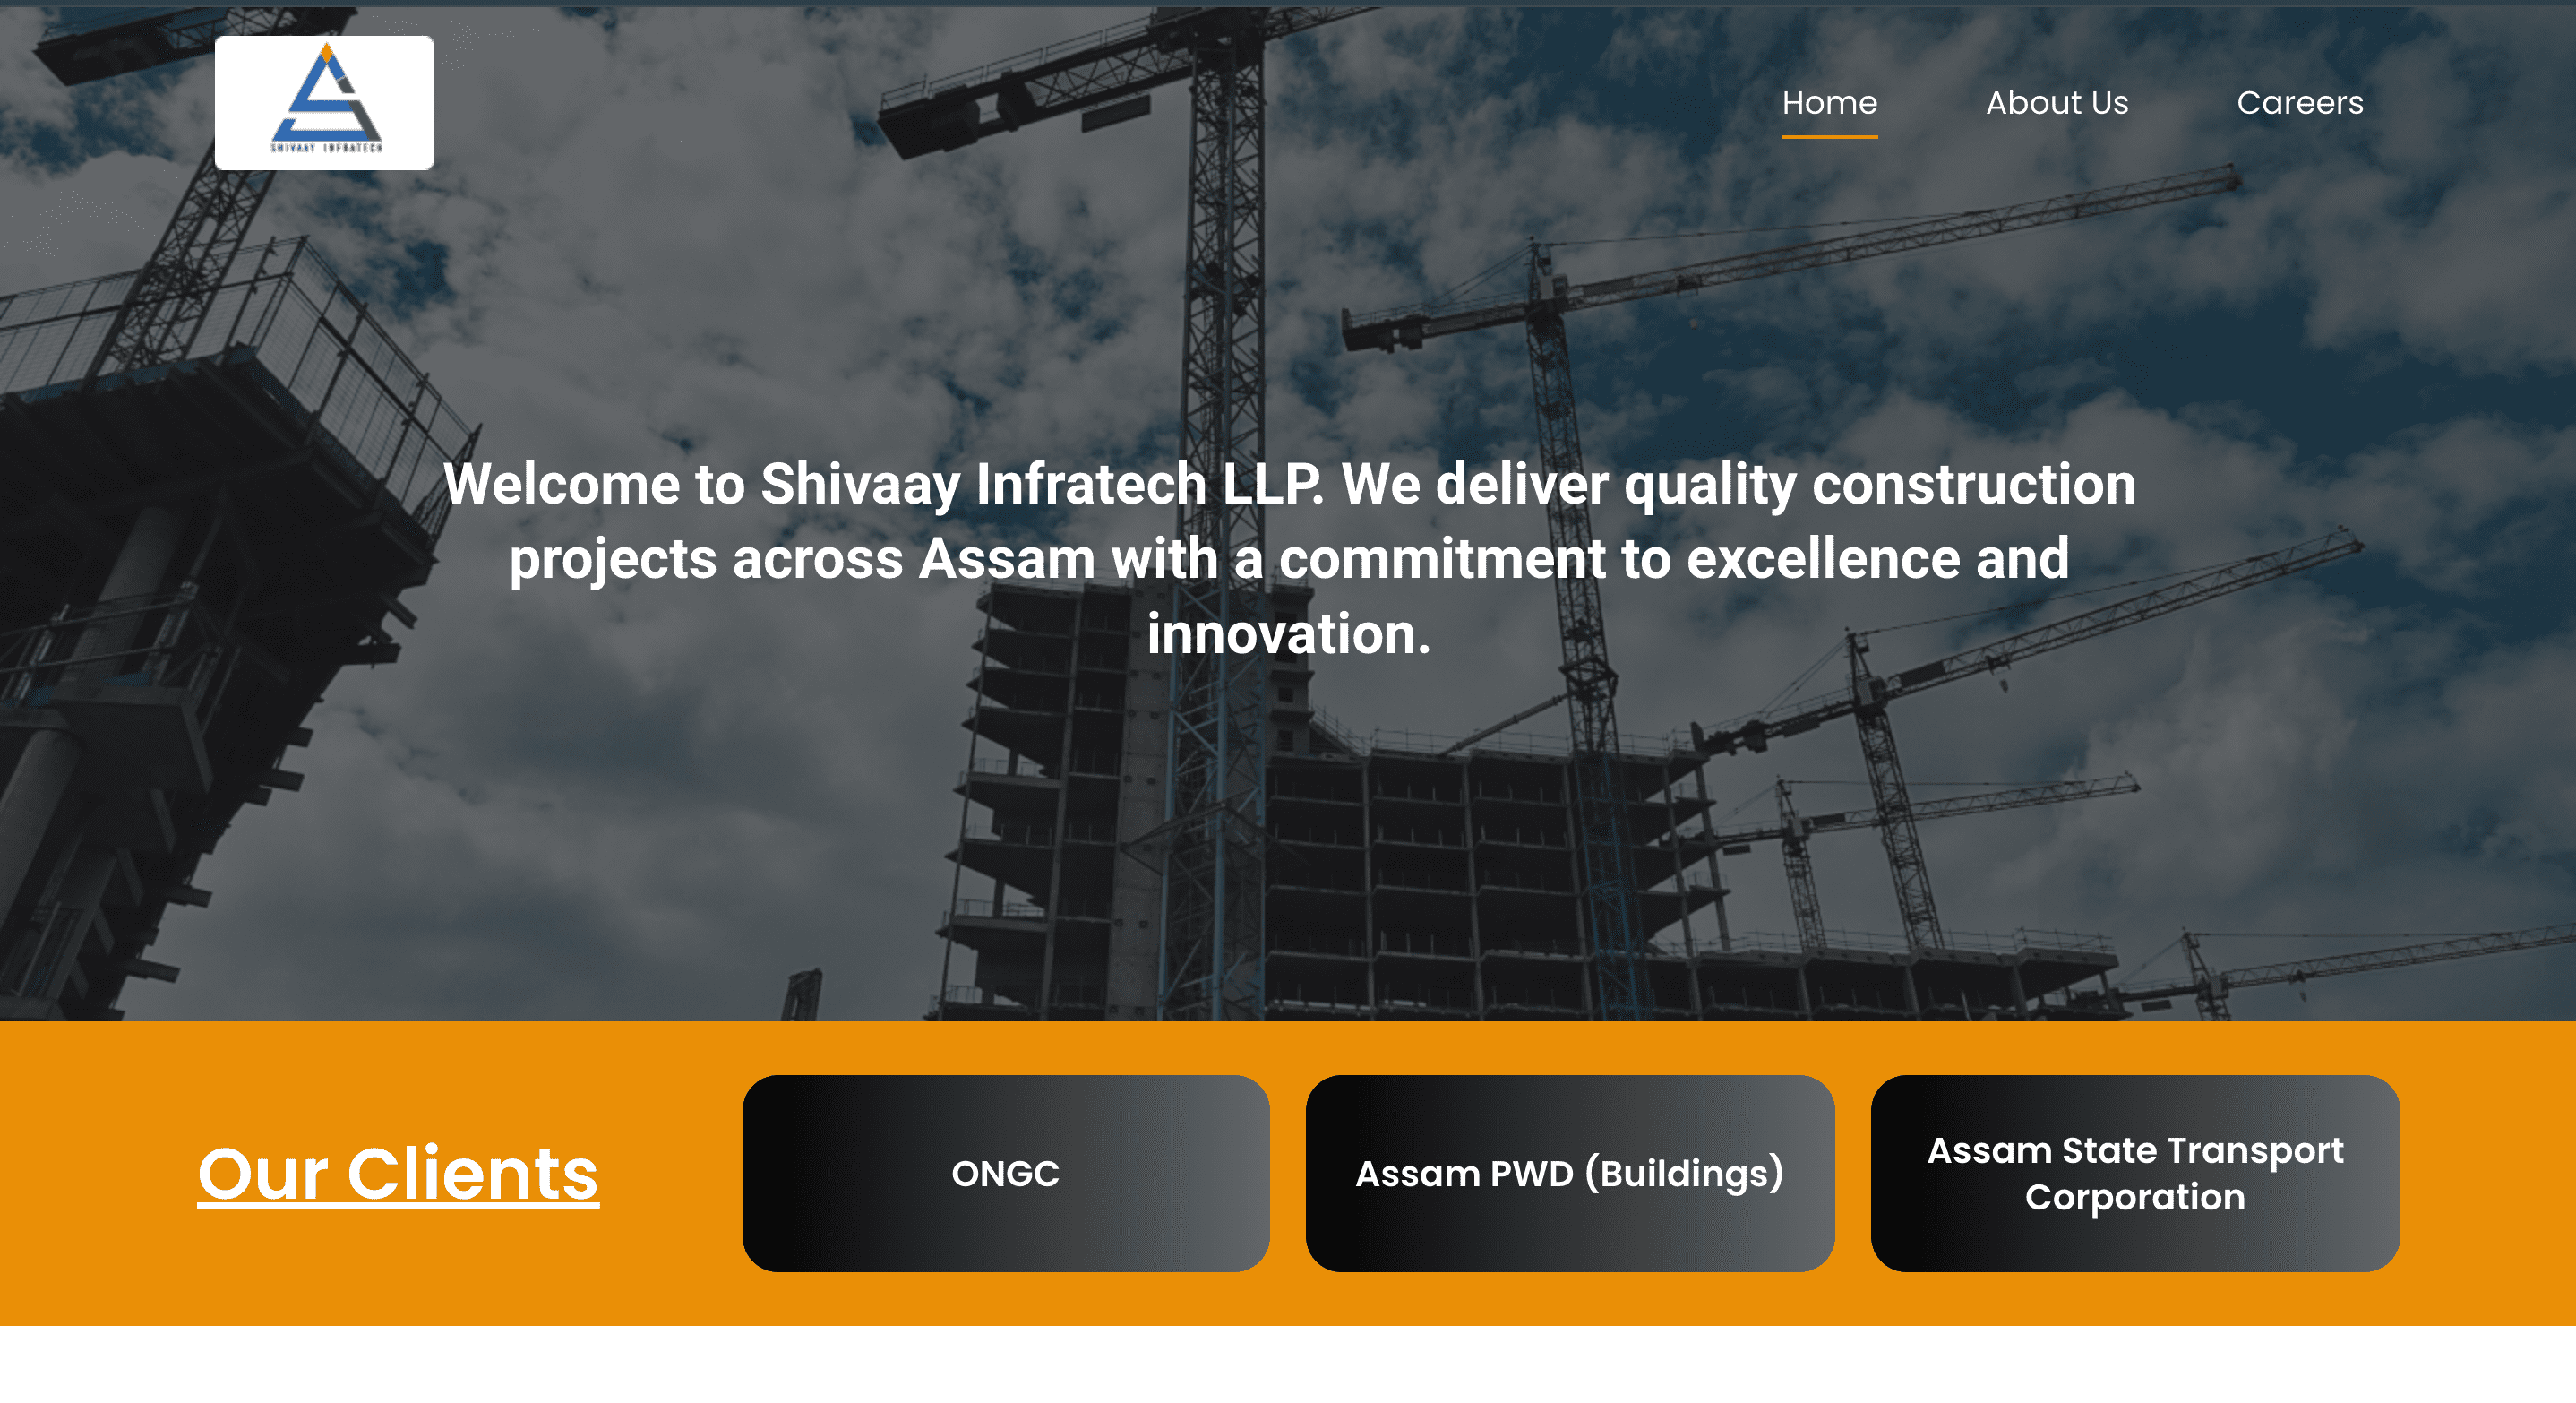 SHIVAAY INFRATECH
Home
About Us
Careers
Welcome to Shivaay Infratech LLP. We deliver quality construction
projects across Assam with a commitment to excellence and
innovation.
Our Clients
ONGC
Assam PWD (Buildings)
Assam State Transport
Corporation